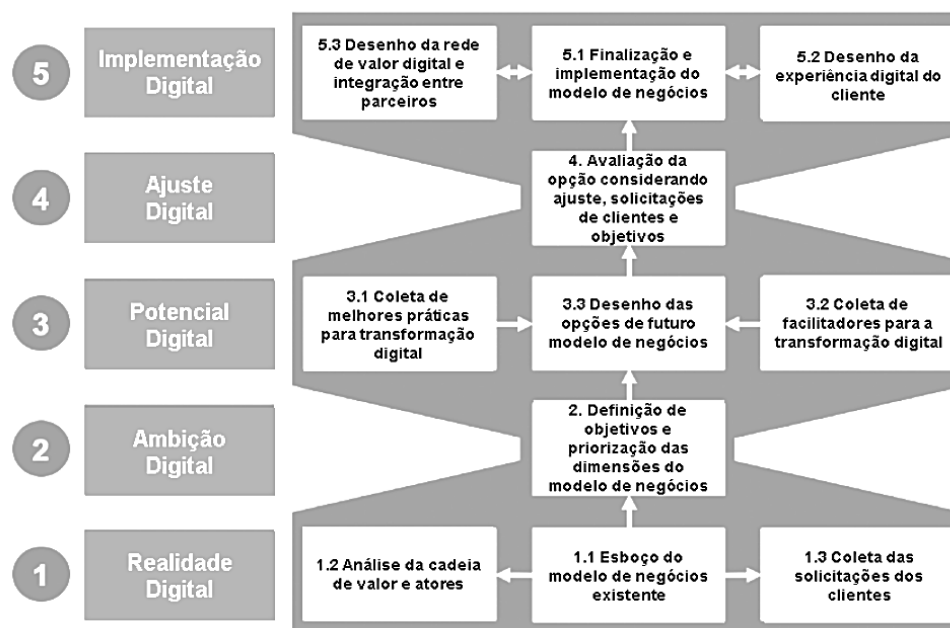 5
Implementação
Digital
5.3 Desenho da rede
de valor digital e
integração entre
parceiros
5.1 Finalização e
implementação do
modelo de negócios
5.2 Desenho da
experiência digital do
cliente
4
Ajuste
Digital
4. Avaliação da
opção considerando
ajuste, solicitações
de clientes e
objetivos
3
Potencial
Digital
3.1 Coleta de
melhores práticas
para transformação
digital
3.3 Desenho das
opções de futuro
modelo de negócios
3.2 Coleta de
facilitadores para a
transformação digital
2
Ambição
Digital
2. Definição de
objetivos e
priorização das
dimensões do
modelo de negócios
1
Realidade
Digital
1.2 Análise da cadeia
de valor e atores
1.1 Esboço do
modelo de negócios
existente
1.3 Coleta das
solicitações dos
clientes